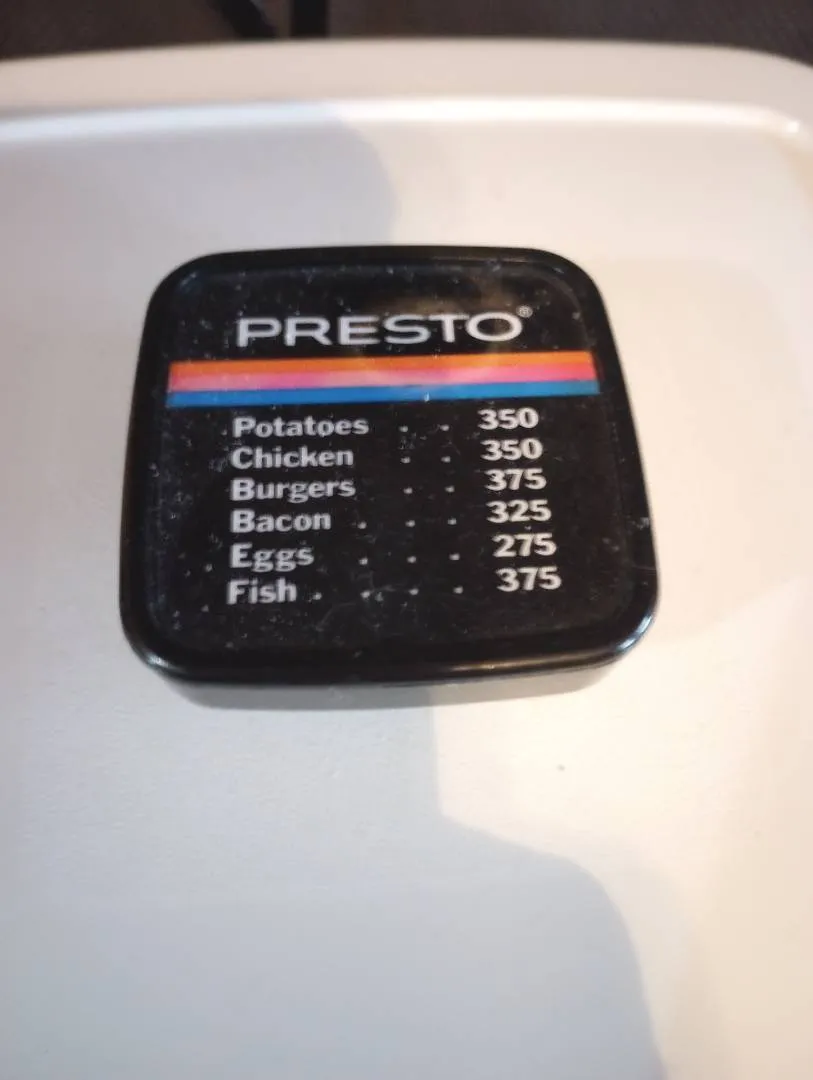 PRESTO®
Potatoes . . 350
Chicken . . 350
Burgers . . 375
Bacon . . . 325
Eggs . . . 275
Fish . . . . 375